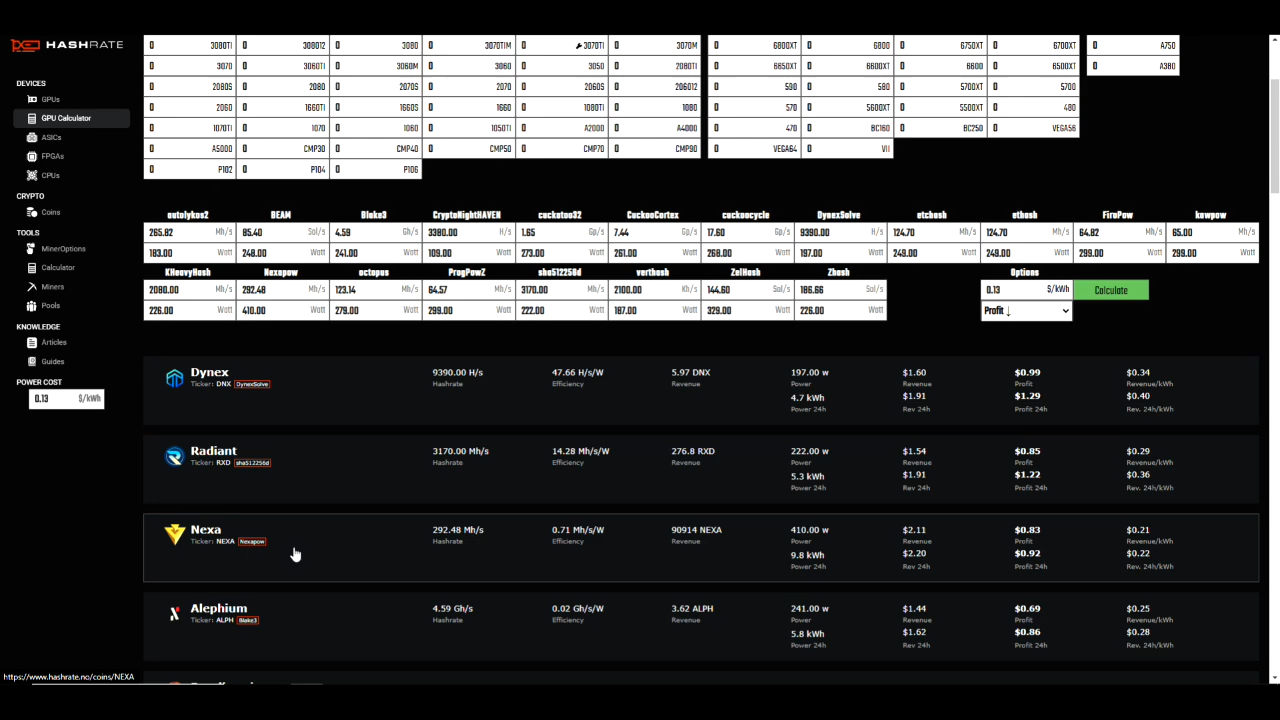 HASHRATE
0 3080TI 0 308012 0 3080 0 3070TIM 3070TI 0 3070M 0 6800XT 0 6800 0 6750XT 0 6700XT 0 A750
0 3070 0 3060TI 0 3060M 0 3060 0 3050 0 2080TI 0 6650XT 0 6600XT 0 6600 0 6500XT 0 A380
0 2080S 0 2080 0 2070S 0 2070 0 2060S 0 206012 0 590 0 580 0 5700XT 0 5700
0 2060 0 1660TI 0 1660S 0 1660 0 1080TI 0 1080 0 570 0 5600XT 0 5500XT 0 480
0 1070TI 0 1070 0 1060 0 1050TI 0 A2000 0 A4000 0 470 0 BC160 0 BC250 0 VEGA56
0 A5000 0 CMP30 0 CMP40 0 CMP50 0 CMP70 0 CMP90 0 VEGA64 0 VII
0 P102 0 P104 0 P106
DEVICES
GPUs
GPU Calculator
ASICs
FPGAs
CPUs
CRYPTO
Coins
TOOLS
MinerOptions
Calculator
Miners
Pools
KNOWLEDGE
Articles
Guides
POWER COST
0.13 $/kWh
autolykos2 BEAM Blake3 CryptoNightHAVEN cuckatoo32 CuckooCortex cuckoocycle DynexSolve etchash ethash FiroPow kawpow
265.82 Mh/s 85.40 Sol/s 4.59 Gh/s 3380.00 H/s 1.65 Gp/s 7.44 Gp/s 17.60 Gp/s 9390.00 H/s 124.70 Mh/s 124.70 Mh/s 64.82 Mh/s 65.00 Mh/s
183.00 Watt 248.00 Watt 241.00 Watt 109.00 Watt 273.00 Watt 261.00 Watt 268.00 Watt 197.00 Watt 249.00 Watt 249.00 Watt 299.00 Watt 299.00 Watt
KHeavyHash Nexapow octopus ProgPowZ sha512256d verthash ZelHash Zhash Options
2080.00 Mh/s 292.48 Mh/s 123.14 Mh/s 64.57 Mh/s 3170.00 Mh/s 2100.00 Kh/s 144.60 Sol/s 186.66 Sol/s 0.13 $/kWh Calculate
226.00 Watt 410.00 Watt 279.00 Watt 299.00 Watt 222.00 Watt 187.00 Watt 329.00 Watt 226.00 Watt Profit ↓
Dynex 9390.00 H/s 47.66 H/s/W 5.97 DNX 197.00 w $1.60 $0.99 $0.34
Ticker: DNX DynexSolve Hashrate Efficiency Revenue Power Revenue Profit Revenue/kWh
4.7 kWh $1.91 $1.29 $0.40
Power 24h Rev 24h Profit 24h Rev. 24h/kWh
Radiant 3170.00 Mh/s 14.28 Mh/s/W 276.8 RXD 222.00 w $1.54 $0.85 $0.29
Ticker: RXD sha512256d Hashrate Efficiency Revenue Power Revenue Profit Revenue/kWh
5.3 kWh $1.91 $1.22 $0.36
Power 24h Rev 24h Profit 24h Rev. 24h/kWh
Nexa 292.48 Mh/s 0.71 Mh/s/W 90914 NEXA 410.00 w $2.11 $0.83 $0.21
Ticker: NEXA Nexapow Hashrate Efficiency Revenue Power Revenue Profit Revenue/kWh
9.8 kWh $2.20 $0.92 $0.22
Power 24h Rev 24h Profit 24h Rev. 24h/kWh
Alephium 4.59 Gh/s 0.02 Gh/s/W 3.62 ALPH 241.00 w $1.44 $0.69 $0.25
Ticker: ALPH Blake3 Hashrate Efficiency Revenue Power Revenue Profit Revenue/kWh
5.8 kWh $1.62 $0.86 $0.28
Power 24h Rev 24h Profit 24h Rev. 24h/kWh
https://www.hashrate.no/coins/NEXA